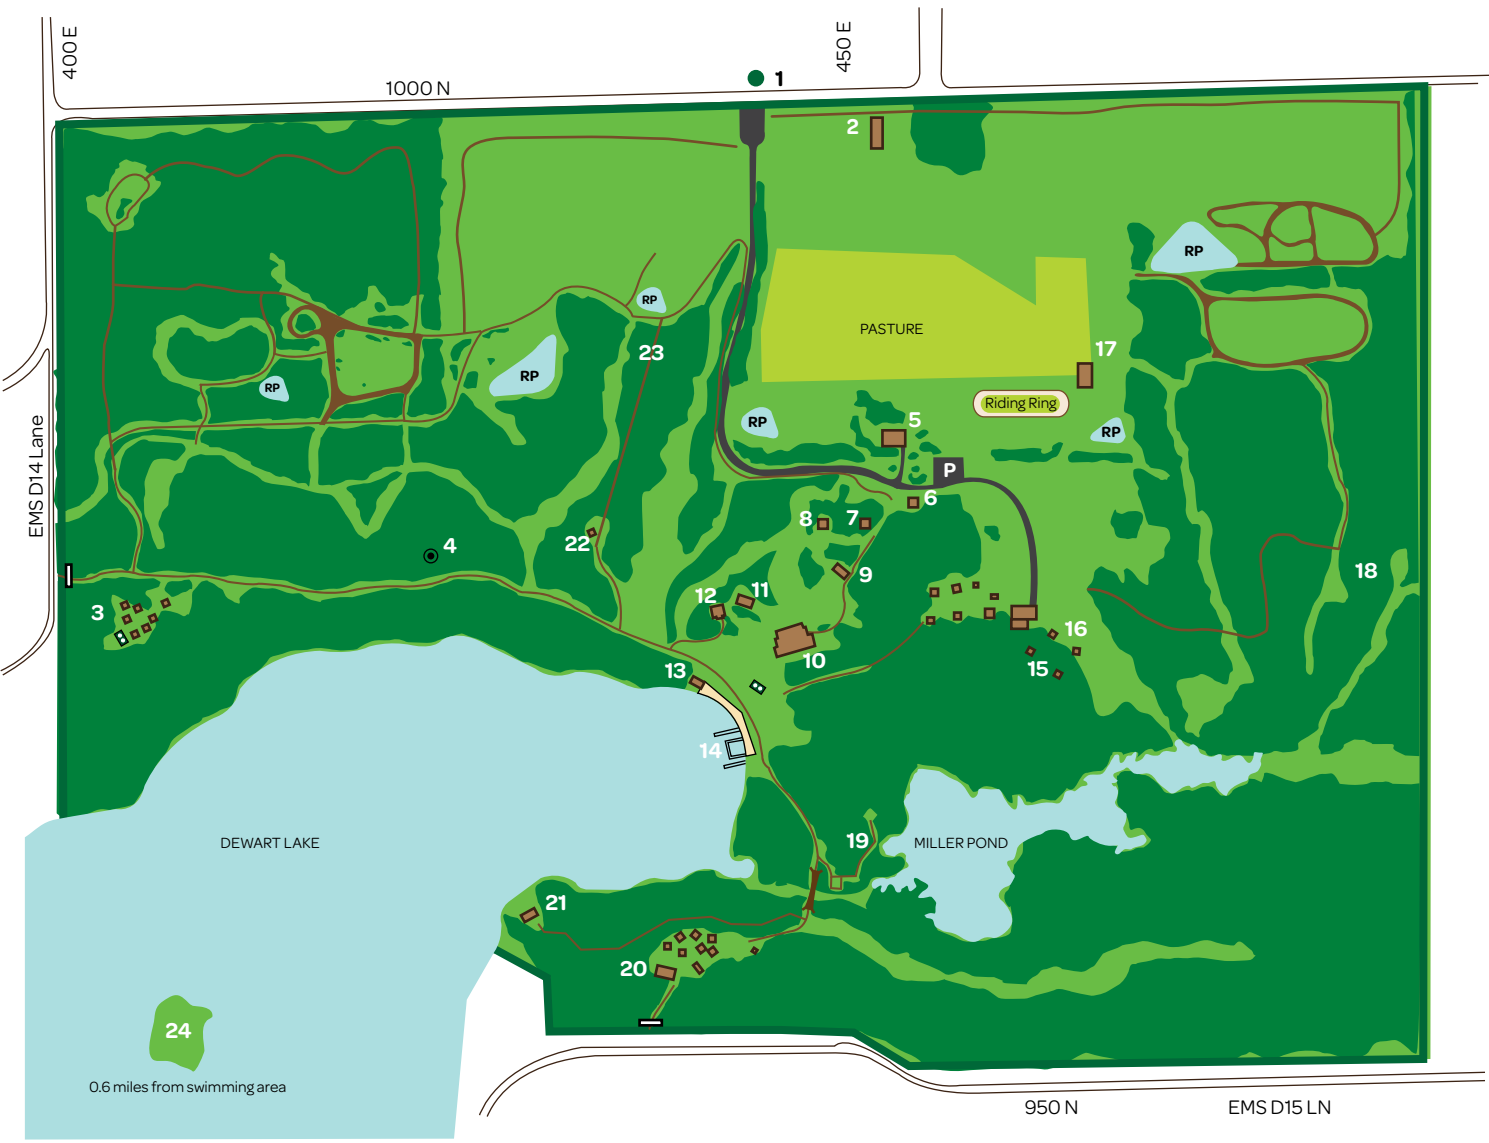 400 E
1000 N
1
450 E
2
RP
RP
23
PASTURE
17
RP
RP
Riding Ring
RP
RP
5
P
6
EMS D14 Lane
8
7
4
22
9
18
3
12
11
10
16
15
13
14
DEWART LAKE
19
MILLER POND
21
20
24
0.6 miles from swimming area
950 N
EMS D15 LN